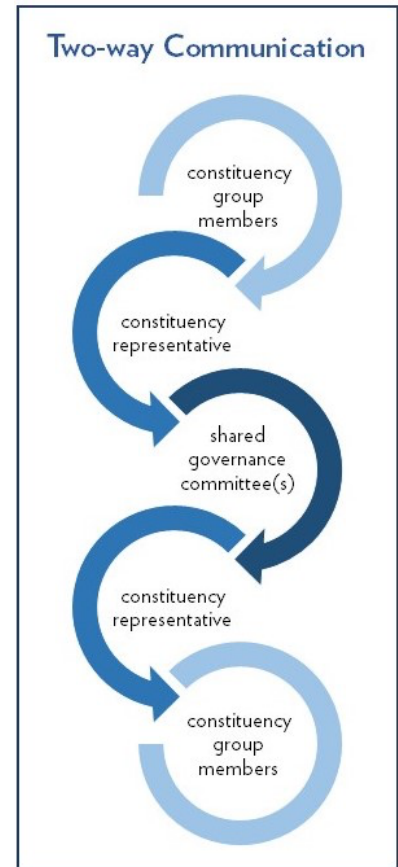 Two-way Communication
constituency
group
members
constituency
representative
shared
governance
committee(s)
constituency
representative
constituency
group
members